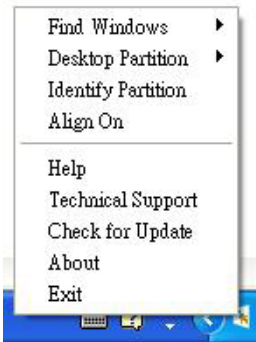 Find Windows
Desktop Partition
Identify Partition
Align On
Help
Technical Support
Check for Update
About
Exit